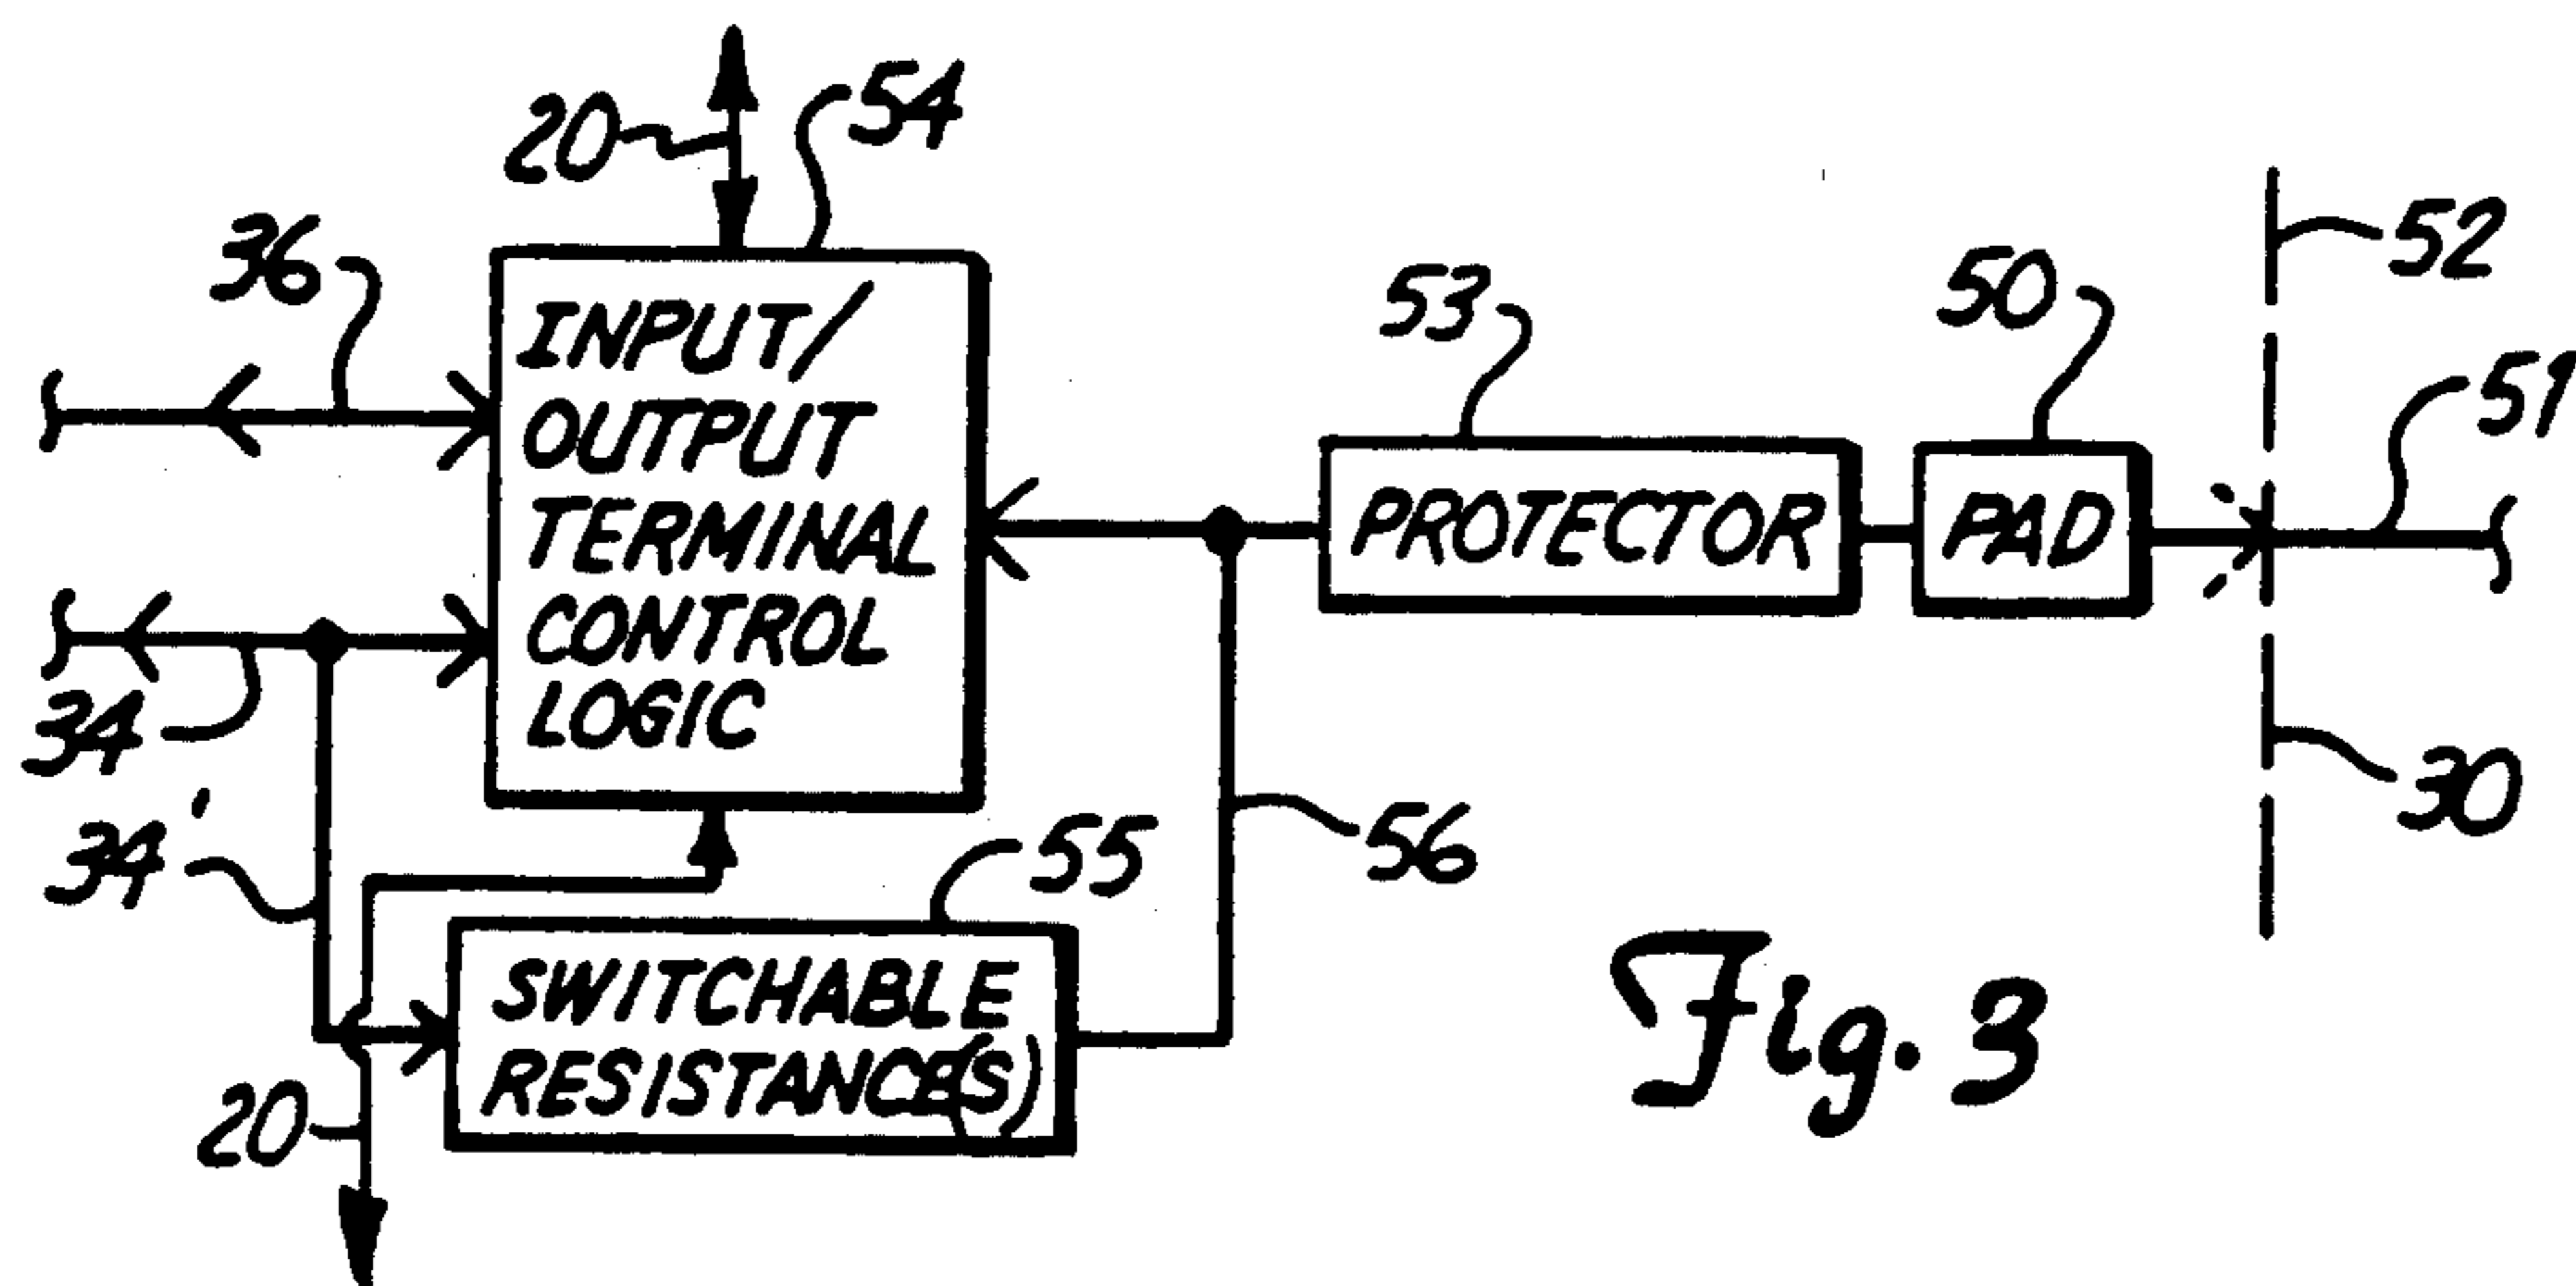 20
54
36
52
53
50
51
INPUT/
OUTPUT
TERMINAL
CONTROL
LOGIC
PROTECTOR
PAD
34
34'
30
55
56
SWITCHABLE
RESISTANCE(S)
20
Fig. 3